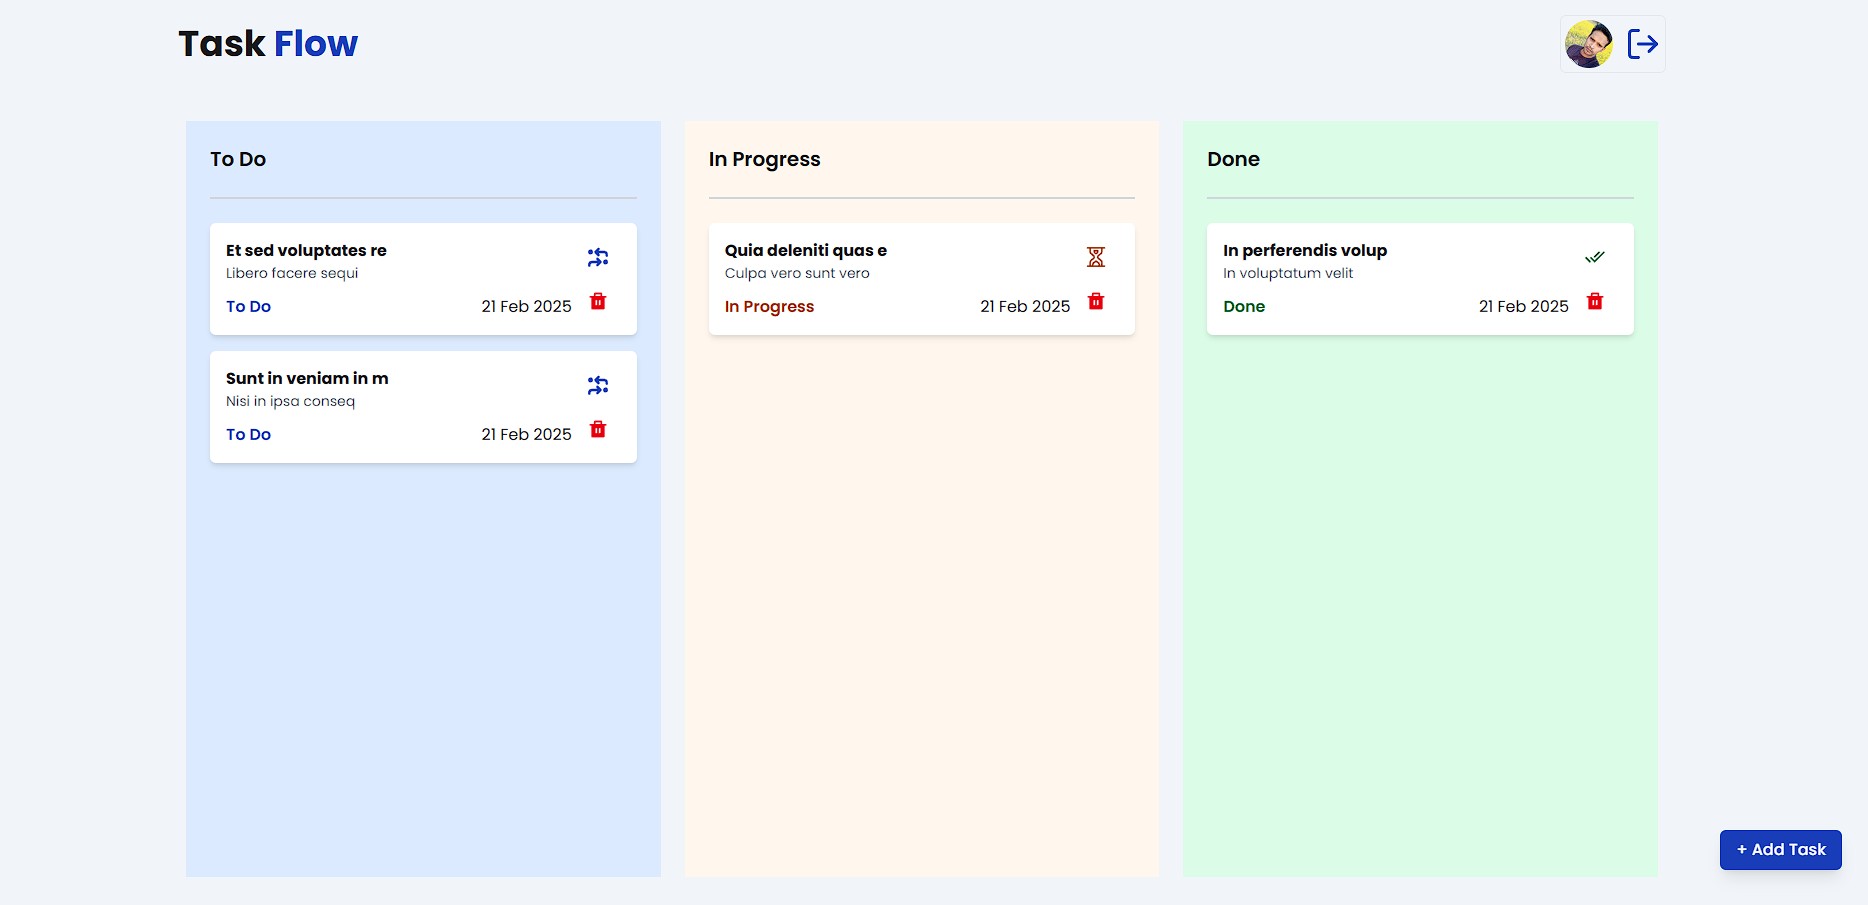 Task Flow
To Do
Et sed voluptates re
Libero facere sequi
To Do 21 Feb 2025
Sunt in veniam in m
Nisi in ipsa conseq
To Do 21 Feb 2025
In Progress
Quia deleniti quas e
Culpa vero sunt vero
In Progress 21 Feb 2025
Done
In perferendis volup
In voluptatum velit
Done 21 Feb 2025
+ Add Task